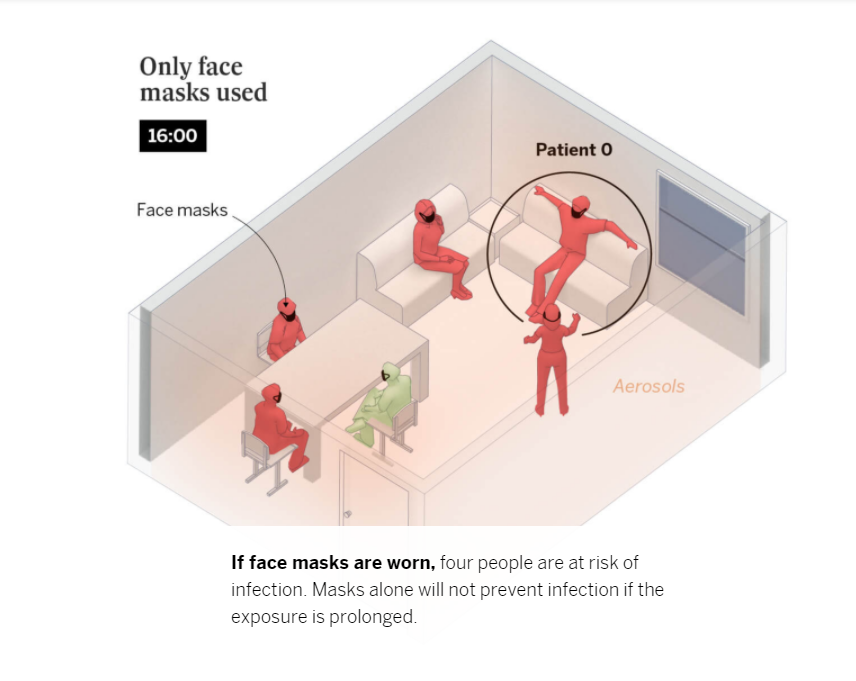 Only face
masks used
16:00
Patient 0
Face masks
Aerosols
If face masks are worn, four people are at risk of
infection. Masks alone will not prevent infection if the
exposure is prolonged.